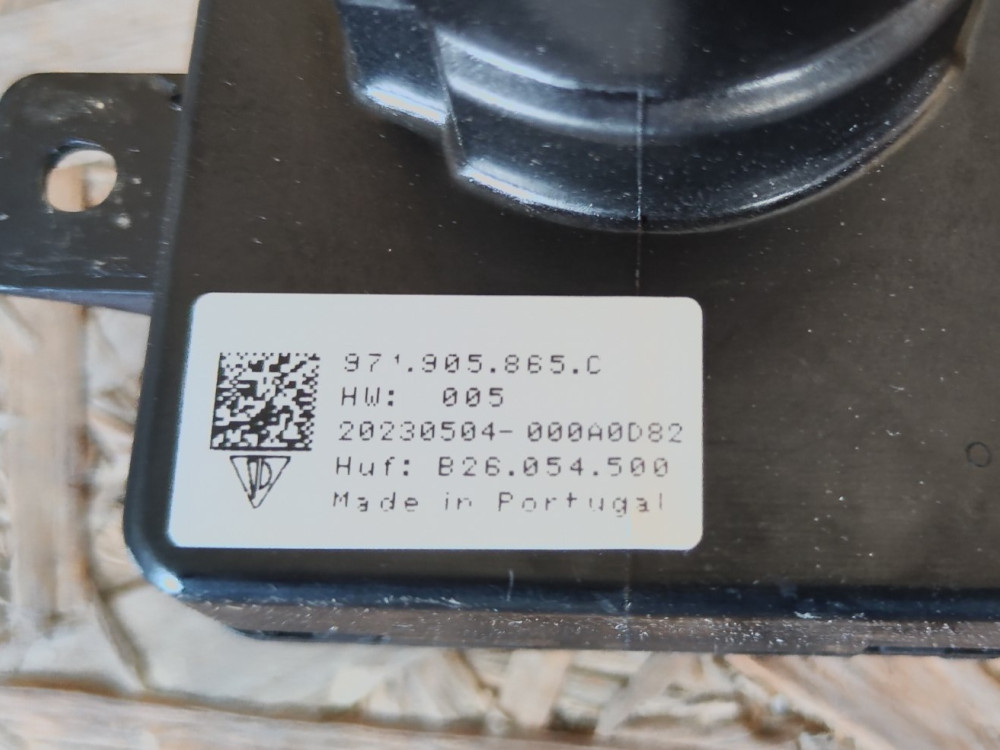 971.905.865.C
HW: 005
20230504-000A0D82
Huf: B26.054.500
Made in Portugal